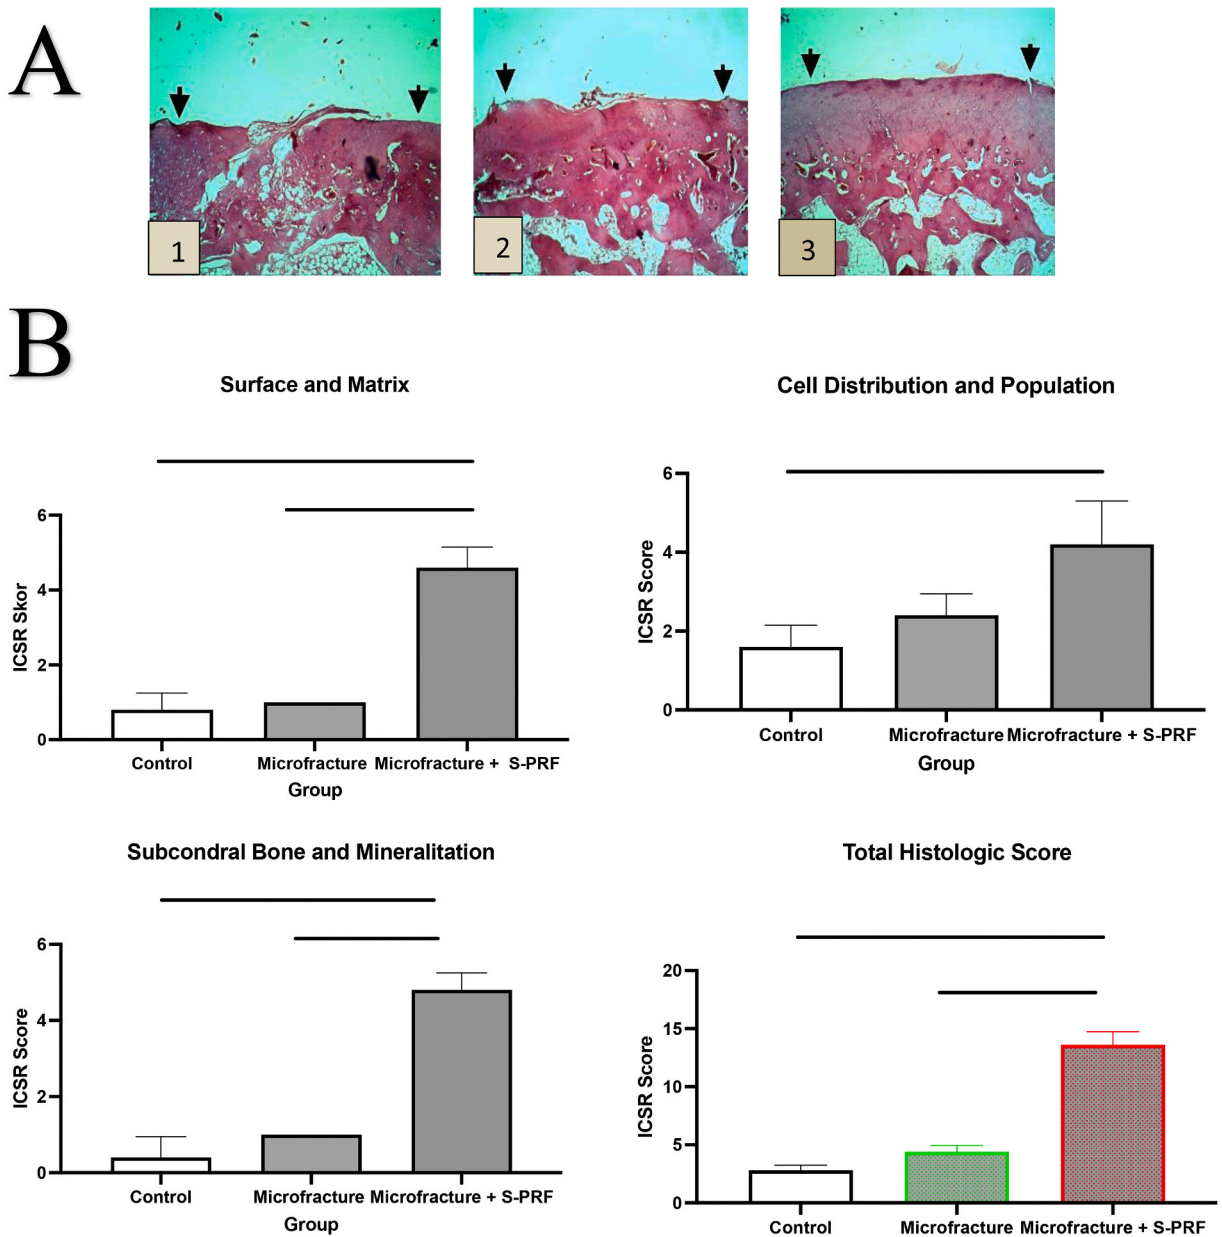 A
1
2
3
B
Surface and Matrix
ICSR Skor
6
4
2
0
Control
Microfracture
Microfracture + S-PRF
Group
Cell Distribution and Population
ICSR Score
6
4
2
0
Control
Microfracture
Microfracture + S-PRF
Group
Subcondral Bone and Mineralitation
ICSR Score
6
4
2
0
Control
Microfracture
Microfracture + S-PRF
Group
Total Histologic Score
ICSR Score
20
15
10
5
0
Control
Microfracture
Microfracture + S-PRF